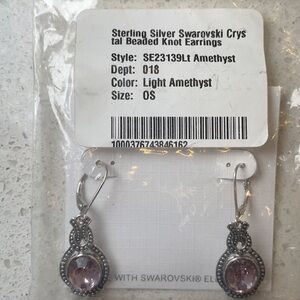 Sterling Silver Swarovski Crys
tal Beaded Knot Earrings
Style: SE23139Lt Amethyst
Dept: 018
Color: Light Amethyst
Size: OS
1000376743846162
E WITH SWAROVSKI® EL